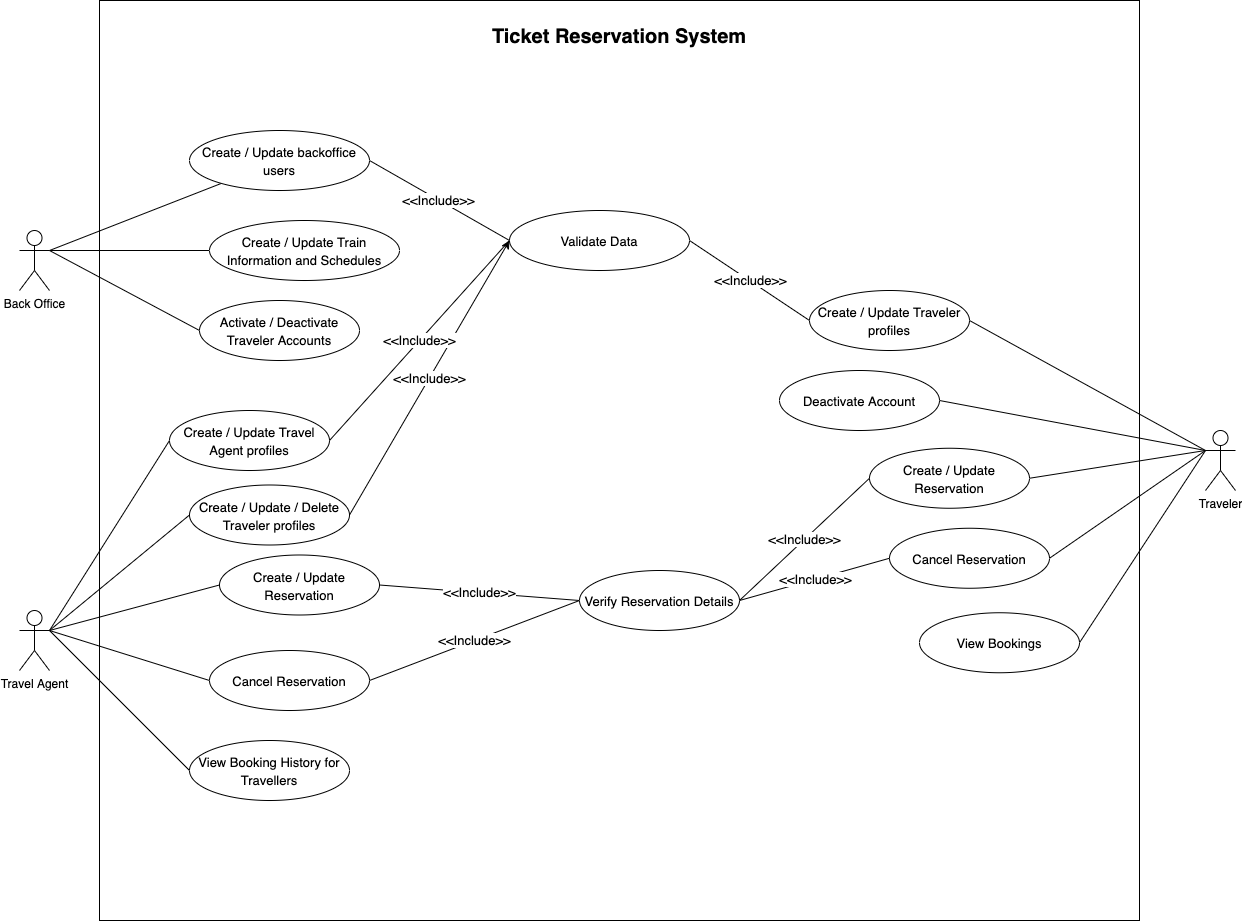 Ticket Reservation System
Create / Update backoffice
users
<<Include>>
Validate Data
Create / Update Train
Information and Schedules
<<Include>>
Back Office
Create / Update Traveler
profiles
Activate / Deactivate
Traveler Accounts
<<Include>>
<<Include>>
Deactivate Account
Create / Update Travel
Agent profiles
Create / Update
Reservation
Traveler
Create / Update / Delete
Traveler profiles
<<Include>>
Cancel Reservation
Create / Update
Reservation
<<Include>>
<<Include>>
Verify Reservation Details
<<Include>>
View Bookings
Travel Agent
Cancel Reservation
View Booking History for
Travellers